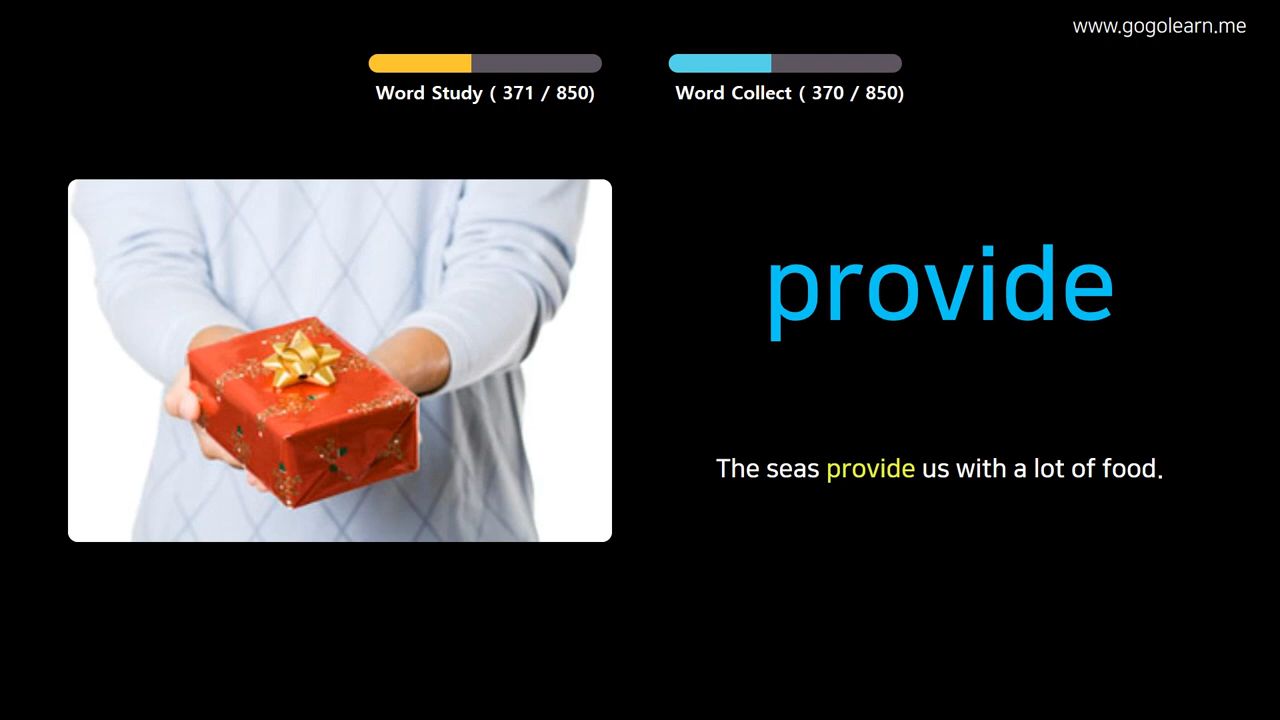 www.gogolearn.me
Word Study ( 371 / 850)
Word Collect ( 370 / 850)
provide
The seas provide us with a lot of food.